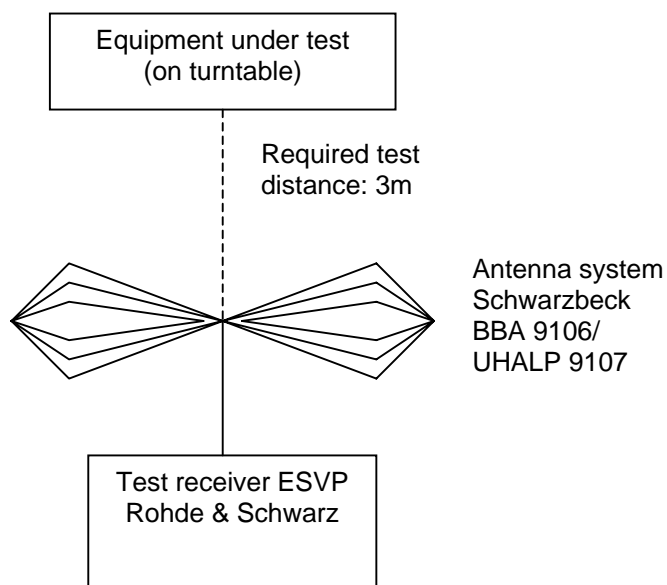 Equipment under test
(on turntable)
Required test
distance: 3m
Antenna system
Schwarzbeck
BBA 9106/
UHALP 9107
Test receiver ESVP
Rohde & Schwarz